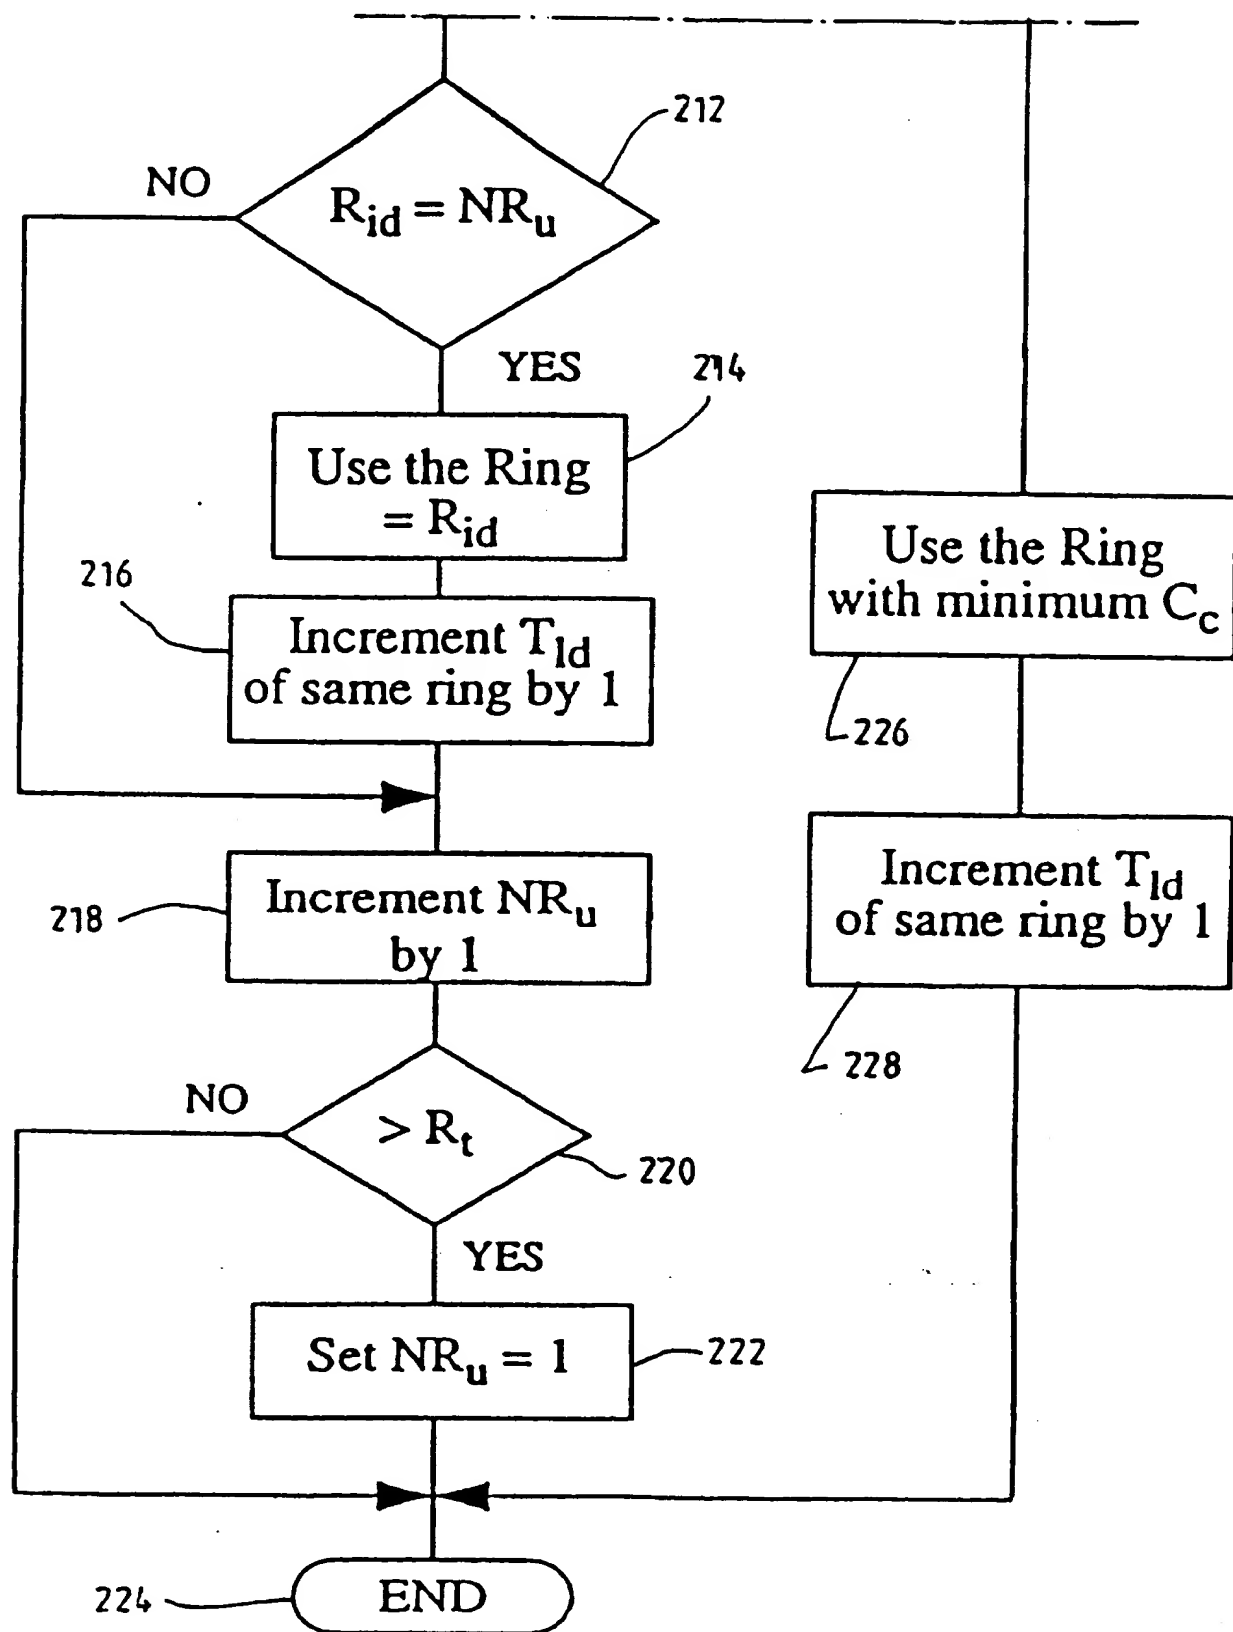 212
NO
R_id = NR_u
YES
214
Use the Ring
= R_id
216
Increment T_ld
of same ring by 1
218
Increment NR_u
by 1
NO
> R_t
220
YES
Set NR_u = 1
222
224
END
Use the Ring
with minimum C_c
226
Increment T_ld
of same ring by 1
228